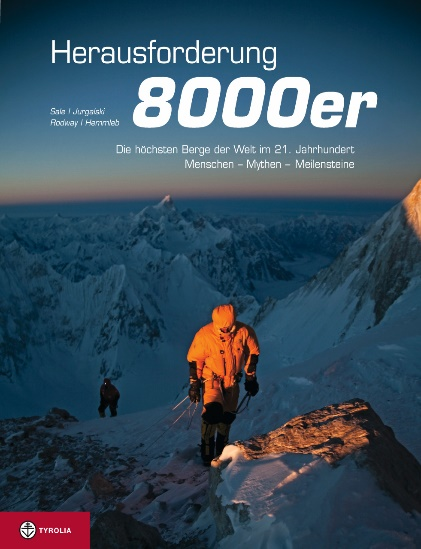 Herausforderung
8000er
Sale | Jurgalski
Rodway | Hemmleb
Die höchsten Berge der Welt im 21. Jahrhundert
Menschen – Mythen – Meilensteine
TYROLIA